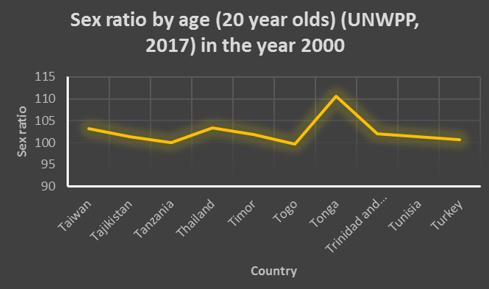 Sex ratio by age (20 year olds) (UNWPP,
2017) in the year 2000
115
110
105
100
95
90
Sex ratio
Taiwan
Tajikistan
Tanzania
Thailand
Timor
Togo
Tonga
Trinidad and...
Tunisia
Turkey
Country